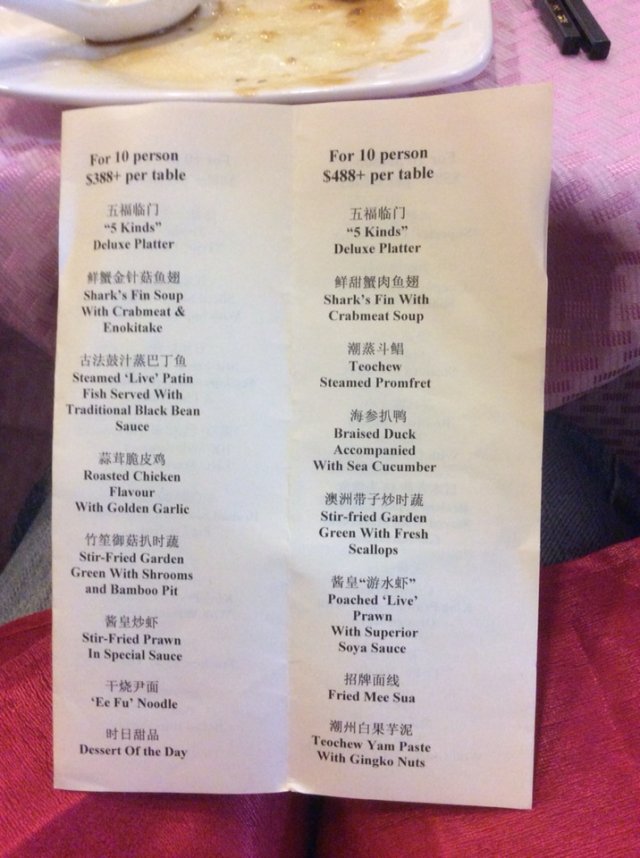 For 10 person
$388+ per table
五福临门
“5 Kinds”
Deluxe Platter
鲜蟹金针菇鱼翅
Shark’s Fin Soup
With Crabmeat &
Enokitake
古法鼓汁蒸巴丁鱼
Steamed ‘Live’ Patin
Fish Served With
Traditional Black Bean
Sauce
蒜茸脆皮鸡
Roasted Chicken
Flavour
With Golden Garlic
竹笙御菇扒时蔬
Stir-Fried Garden
Green With Shrooms
and Bamboo Pit
酱皇炒虾
Stir-Fried Prawn
In Special Sauce
干烧尹面
‘Ee Fu’ Noodle
时日甜品
Dessert Of the Day
For 10 person
$488+ per table
五福临门
“5 Kinds”
Deluxe Platter
鲜甜蟹肉鱼翅
Shark’s Fin With
Crabmeat Soup
潮蒸斗鲳
Teochew
Steamed Promfret
海参扒鸭
Braised Duck
Accompanied
With Sea Cucumber
澳洲带子炒时蔬
Stir-fried Garden
Green With Fresh
Scallops
酱皇“游水虾”
Poached ‘Live’
Prawn
With Superior
Soya Sauce
招牌面线
Fried Mee Sua
潮州白果芋泥
Teochew Yam Paste
With Gingko Nuts